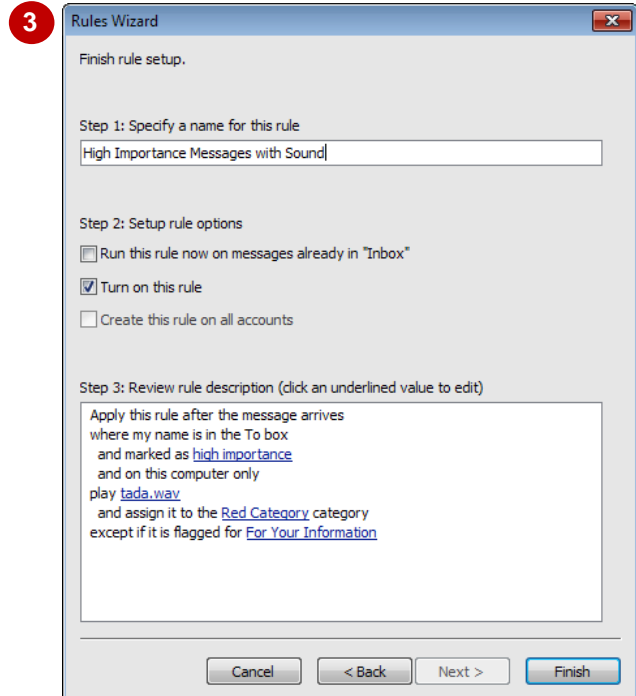 3
Rules Wizard
Finish rule setup.
Step 1: Specify a name for this rule
High Importance Messages with Sound
Step 2: Setup rule options
Run this rule now on messages already in "Inbox"
Turn on this rule
Create this rule on all accounts
Step 3: Review rule description (click an underlined value to edit)
Apply this rule after the message arrives
where my name is in the To box
and marked as high importance
and on this computer only
play tada.wav
and assign it to the Red Category category
except if it is flagged for For Your Information
Cancel < Back Next > Finish